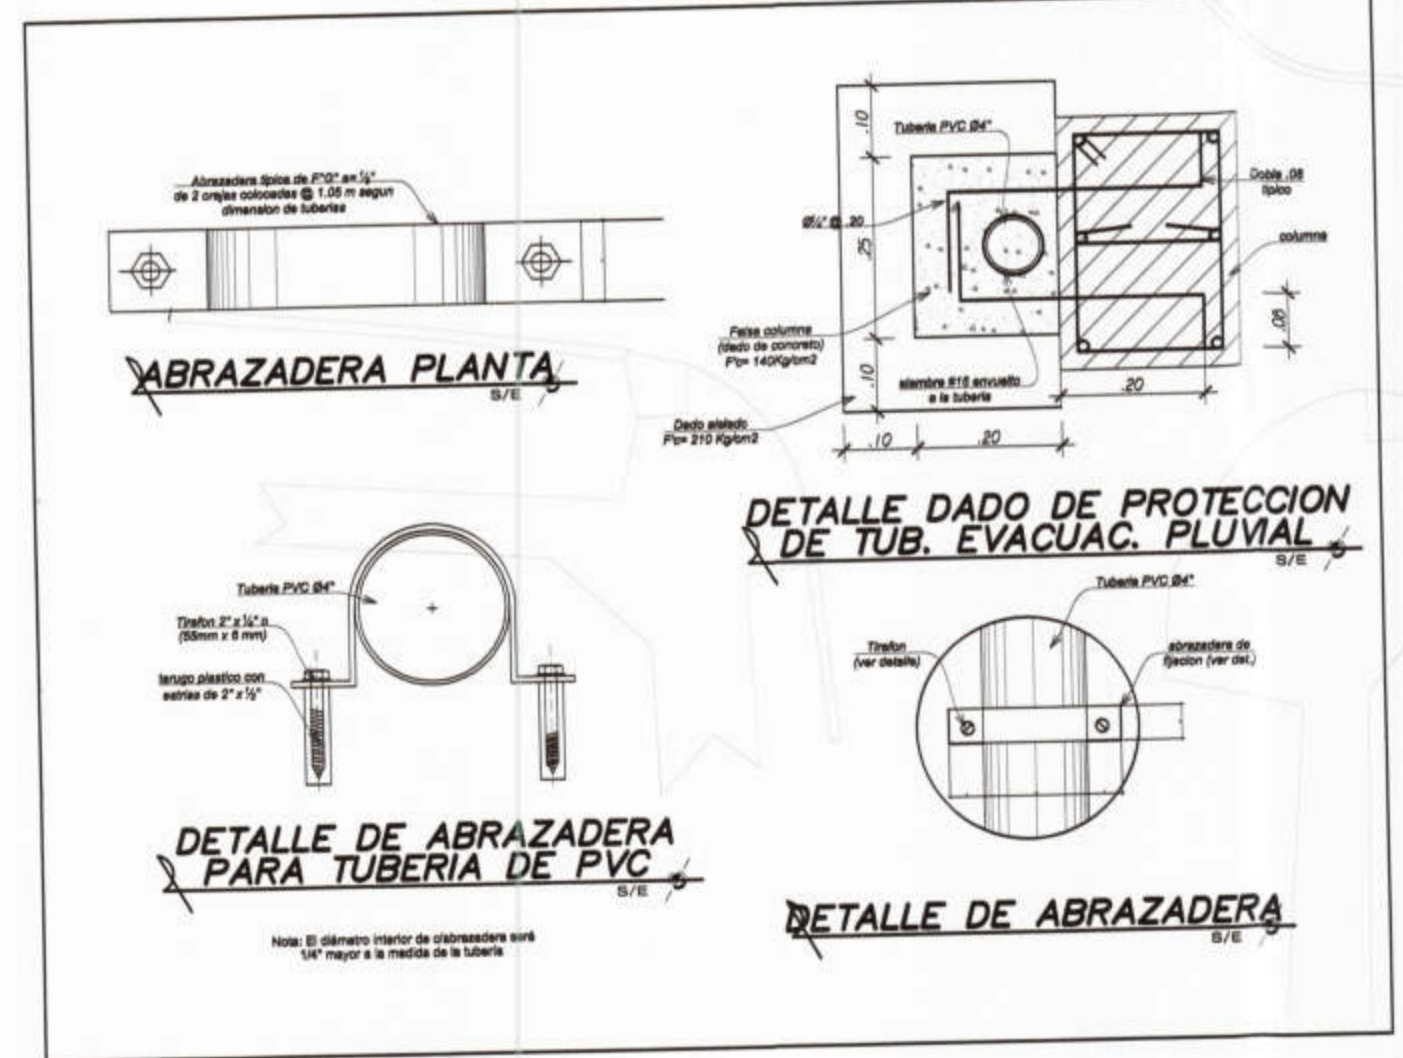 Abrazadera tipica de FºGº e=⅛"
de 2 orejas colocadas @ 1.05 m segun
dimension de tuberias
ABRAZADERA PLANTA
S/E
.10
Tuberia PVC Ø4"
Doble .08
tipico
@ .20
.25
columna
Falsa columna
(dado de concreto)
F'c= 140Kg/cm2
.08
.10
alambre #16 envuelto
a la tuberia
.20
Dado aislado
F'c= 210 Kg/cm2
.10
.20
DETALLE DADO DE PROTECCION
DE TUB. EVACUAC. PLUVIAL
S/E
Tuberia PVC Ø4"
Tirafon 2" x ¼" o
(55mm x 6 mm)
tarugo plastico con
estrias de 2" x ½"
DETALLE DE ABRAZADERA
PARA TUBERIA DE PVC
S/E
Nota: El diámetro interior de c/abrazadera será
1/4" mayor a la medida de la tubería
Tuberia PVC Ø4"
Tirafon
(ver detalle)
abrazadera de
fijacion (ver det.)
DETALLE DE ABRAZADERA
S/E